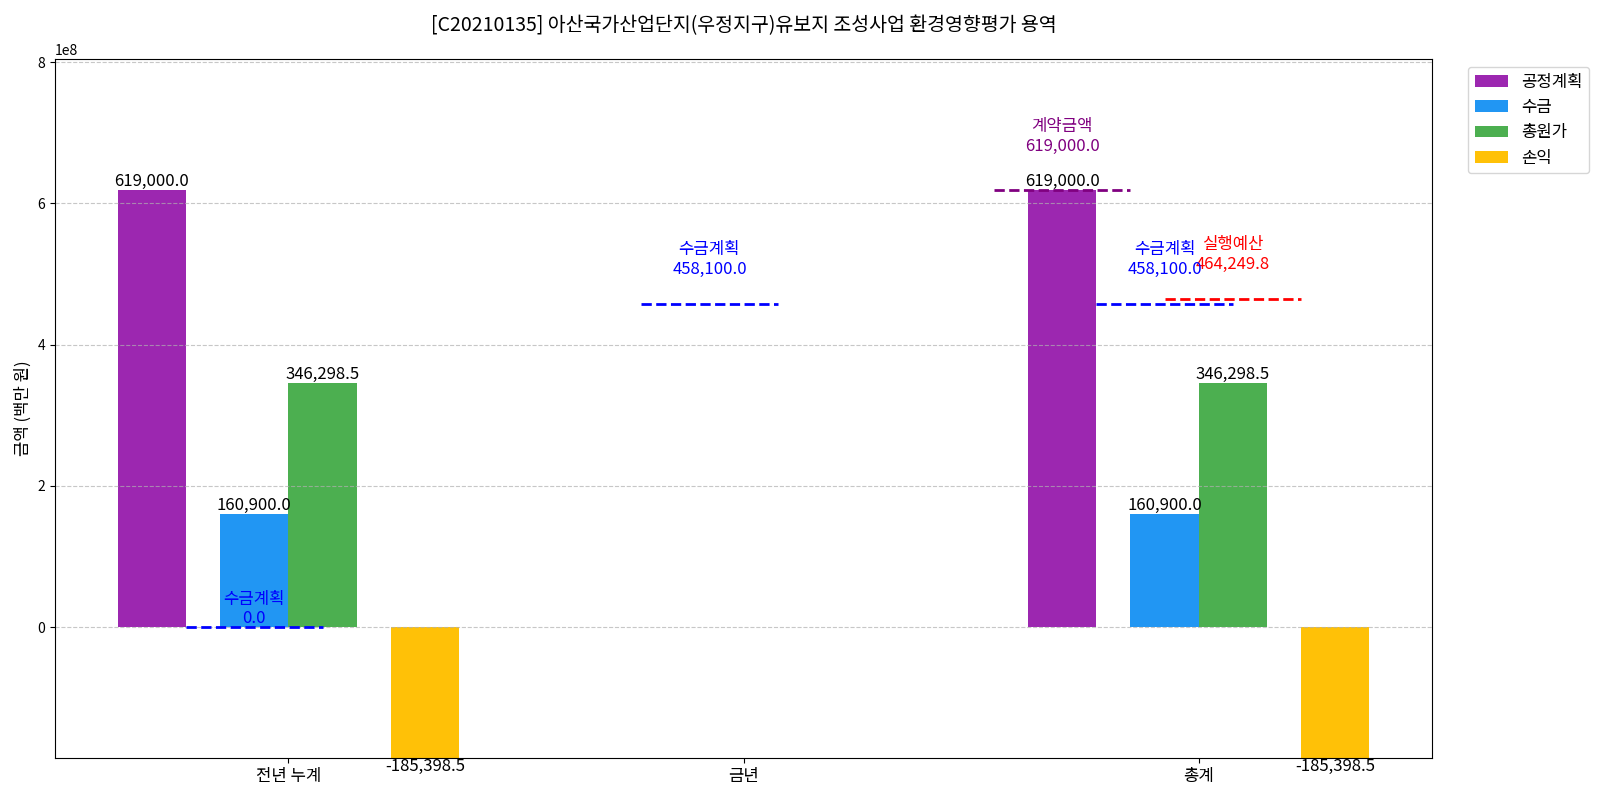 [C20210135] 아산국가산업단지(우정지구)유보지 조성사업 환경영향평가 용역
1e8
8
6
4
2
0
금액 (백만 원)
619,000.0
160,900.0
346,298.5
수금계획
0.0
-185,398.5
수금계획
458,100.0
계약금액
619,000.0
619,000.0
수금계획
458,100.0
실행예산
464,249.8
160,900.0
346,298.5
-185,398.5
전년 누계
금년
총계
공정계획
수금
총원가
손익